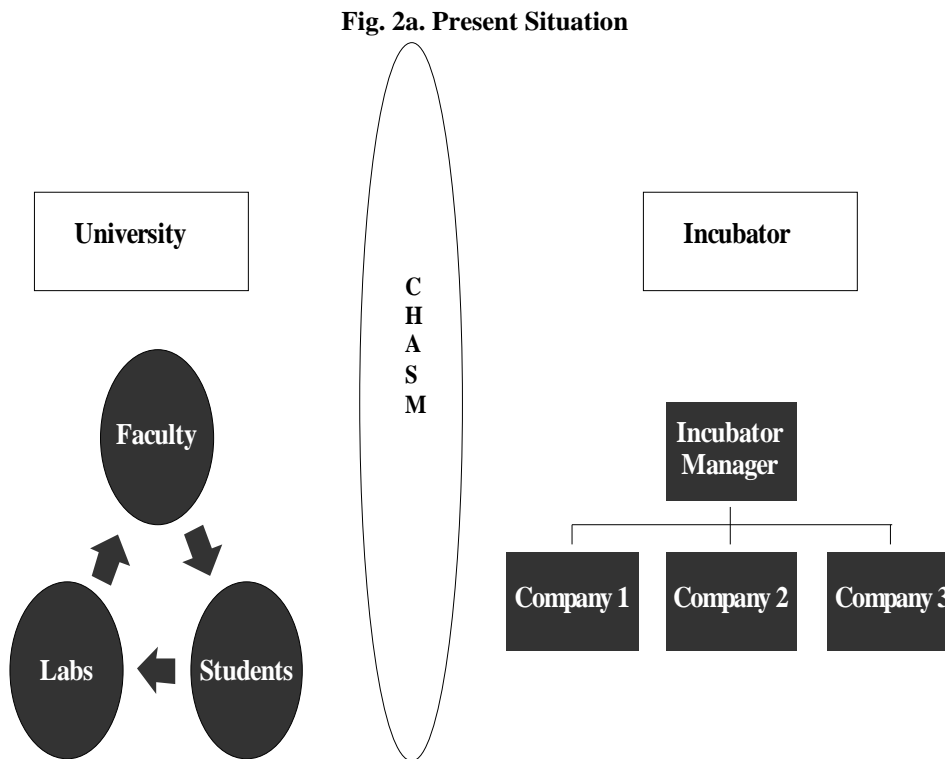 Fig. 2a. Present Situation
University
Incubator
C
H
A
S
M
Faculty
Labs
Students
Incubator
Manager
Company 1
Company 2
Company 3